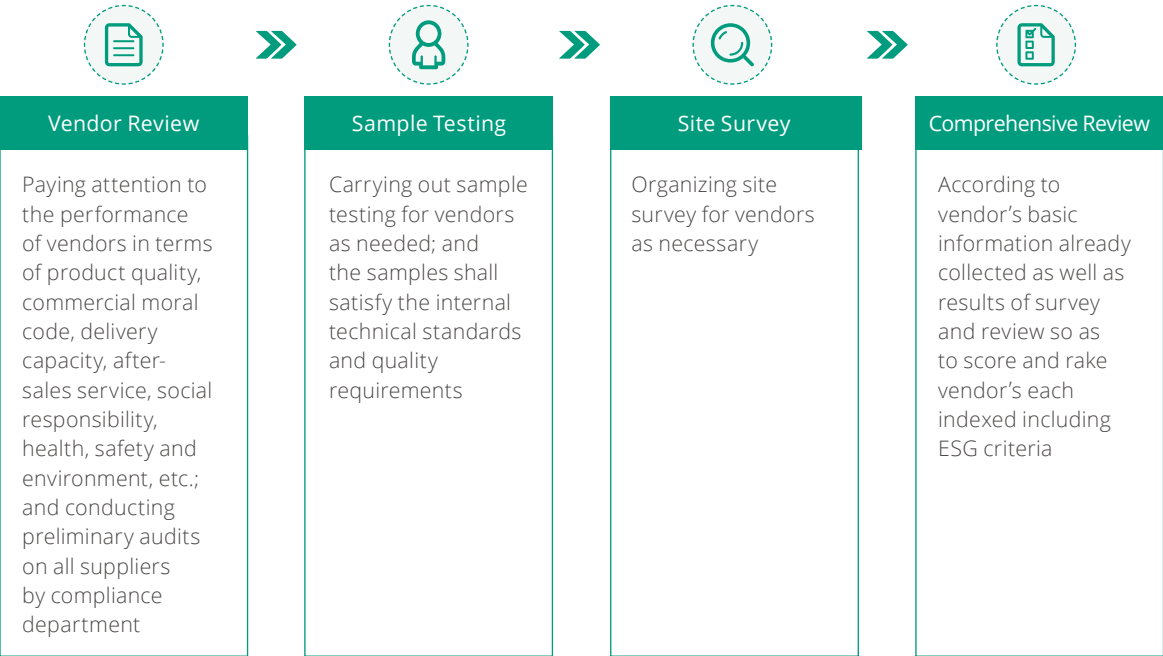 Vendor Review
Paying attention to
the performance
of vendors in terms
of product quality,
commercial moral
code, delivery
capacity, after-
sales service, social
responsibility,
health, safety and
environment, etc.;
and conducting
preliminary audits
on all suppliers
by compliance
department
Sample Testing
Carrying out sample
testing for vendors
as needed; and
the samples shall
satisfy the internal
technical standards
and quality
requirements
Site Survey
Organizing site
survey for vendors
as necessary
Comprehensive Review
According to
vendor’s basic
information already
collected as well as
results of survey
and review so as
to score and rake
vendor’s each
indexed including
ESG criteria